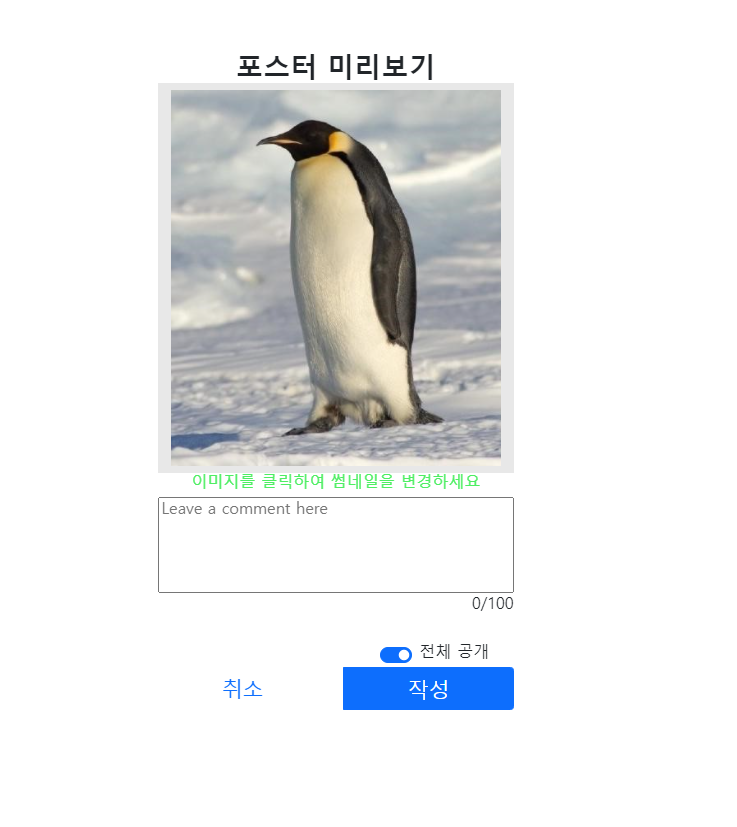 포스터 미리보기
이미지를 클릭하여 썸네일을 변경하세요
Leave a comment here
0/100
전체 공개
취소
작성